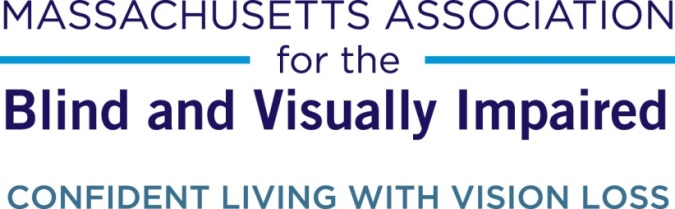 MASSACHUSETTS ASSOCIATION
for the
Blind and Visually Impaired
CONFIDENT LIVING WITH VISION LOSS